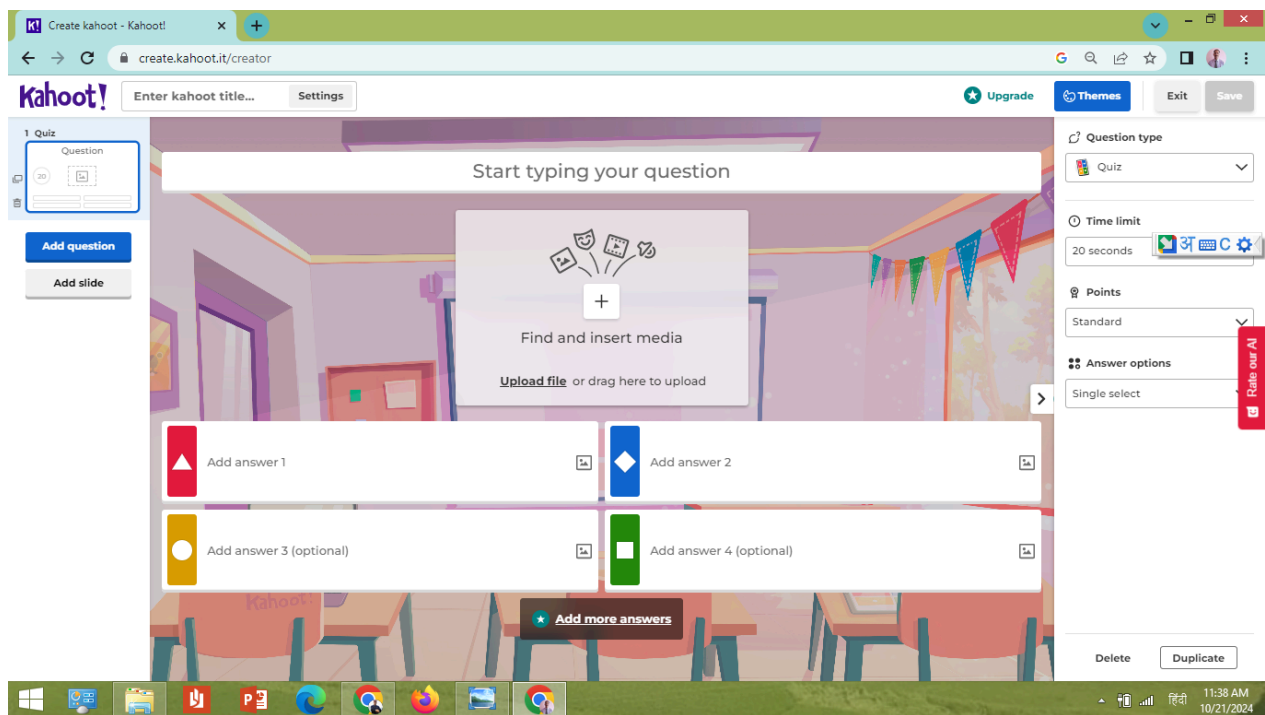 Create kahoot - Kahoot!
create.kahoot.it/creator
Kahoot!
Enter kahoot title...
Settings
Upgrade
Themes
Exit
Save
1 Quiz
Question
20
Add question
Add slide
Start typing your question
Find and insert media
Upload file or drag here to upload
Add answer 1
Add answer 2
Add answer 3 (optional)
Add answer 4 (optional)
Kahoot!
Add more answers
Question type
Quiz
Time limit
20 seconds
अ C
Points
Standard
Answer options
Single select
Rate our AI
Delete
Duplicate
हिंदी
11:38 AM
10/21/2024